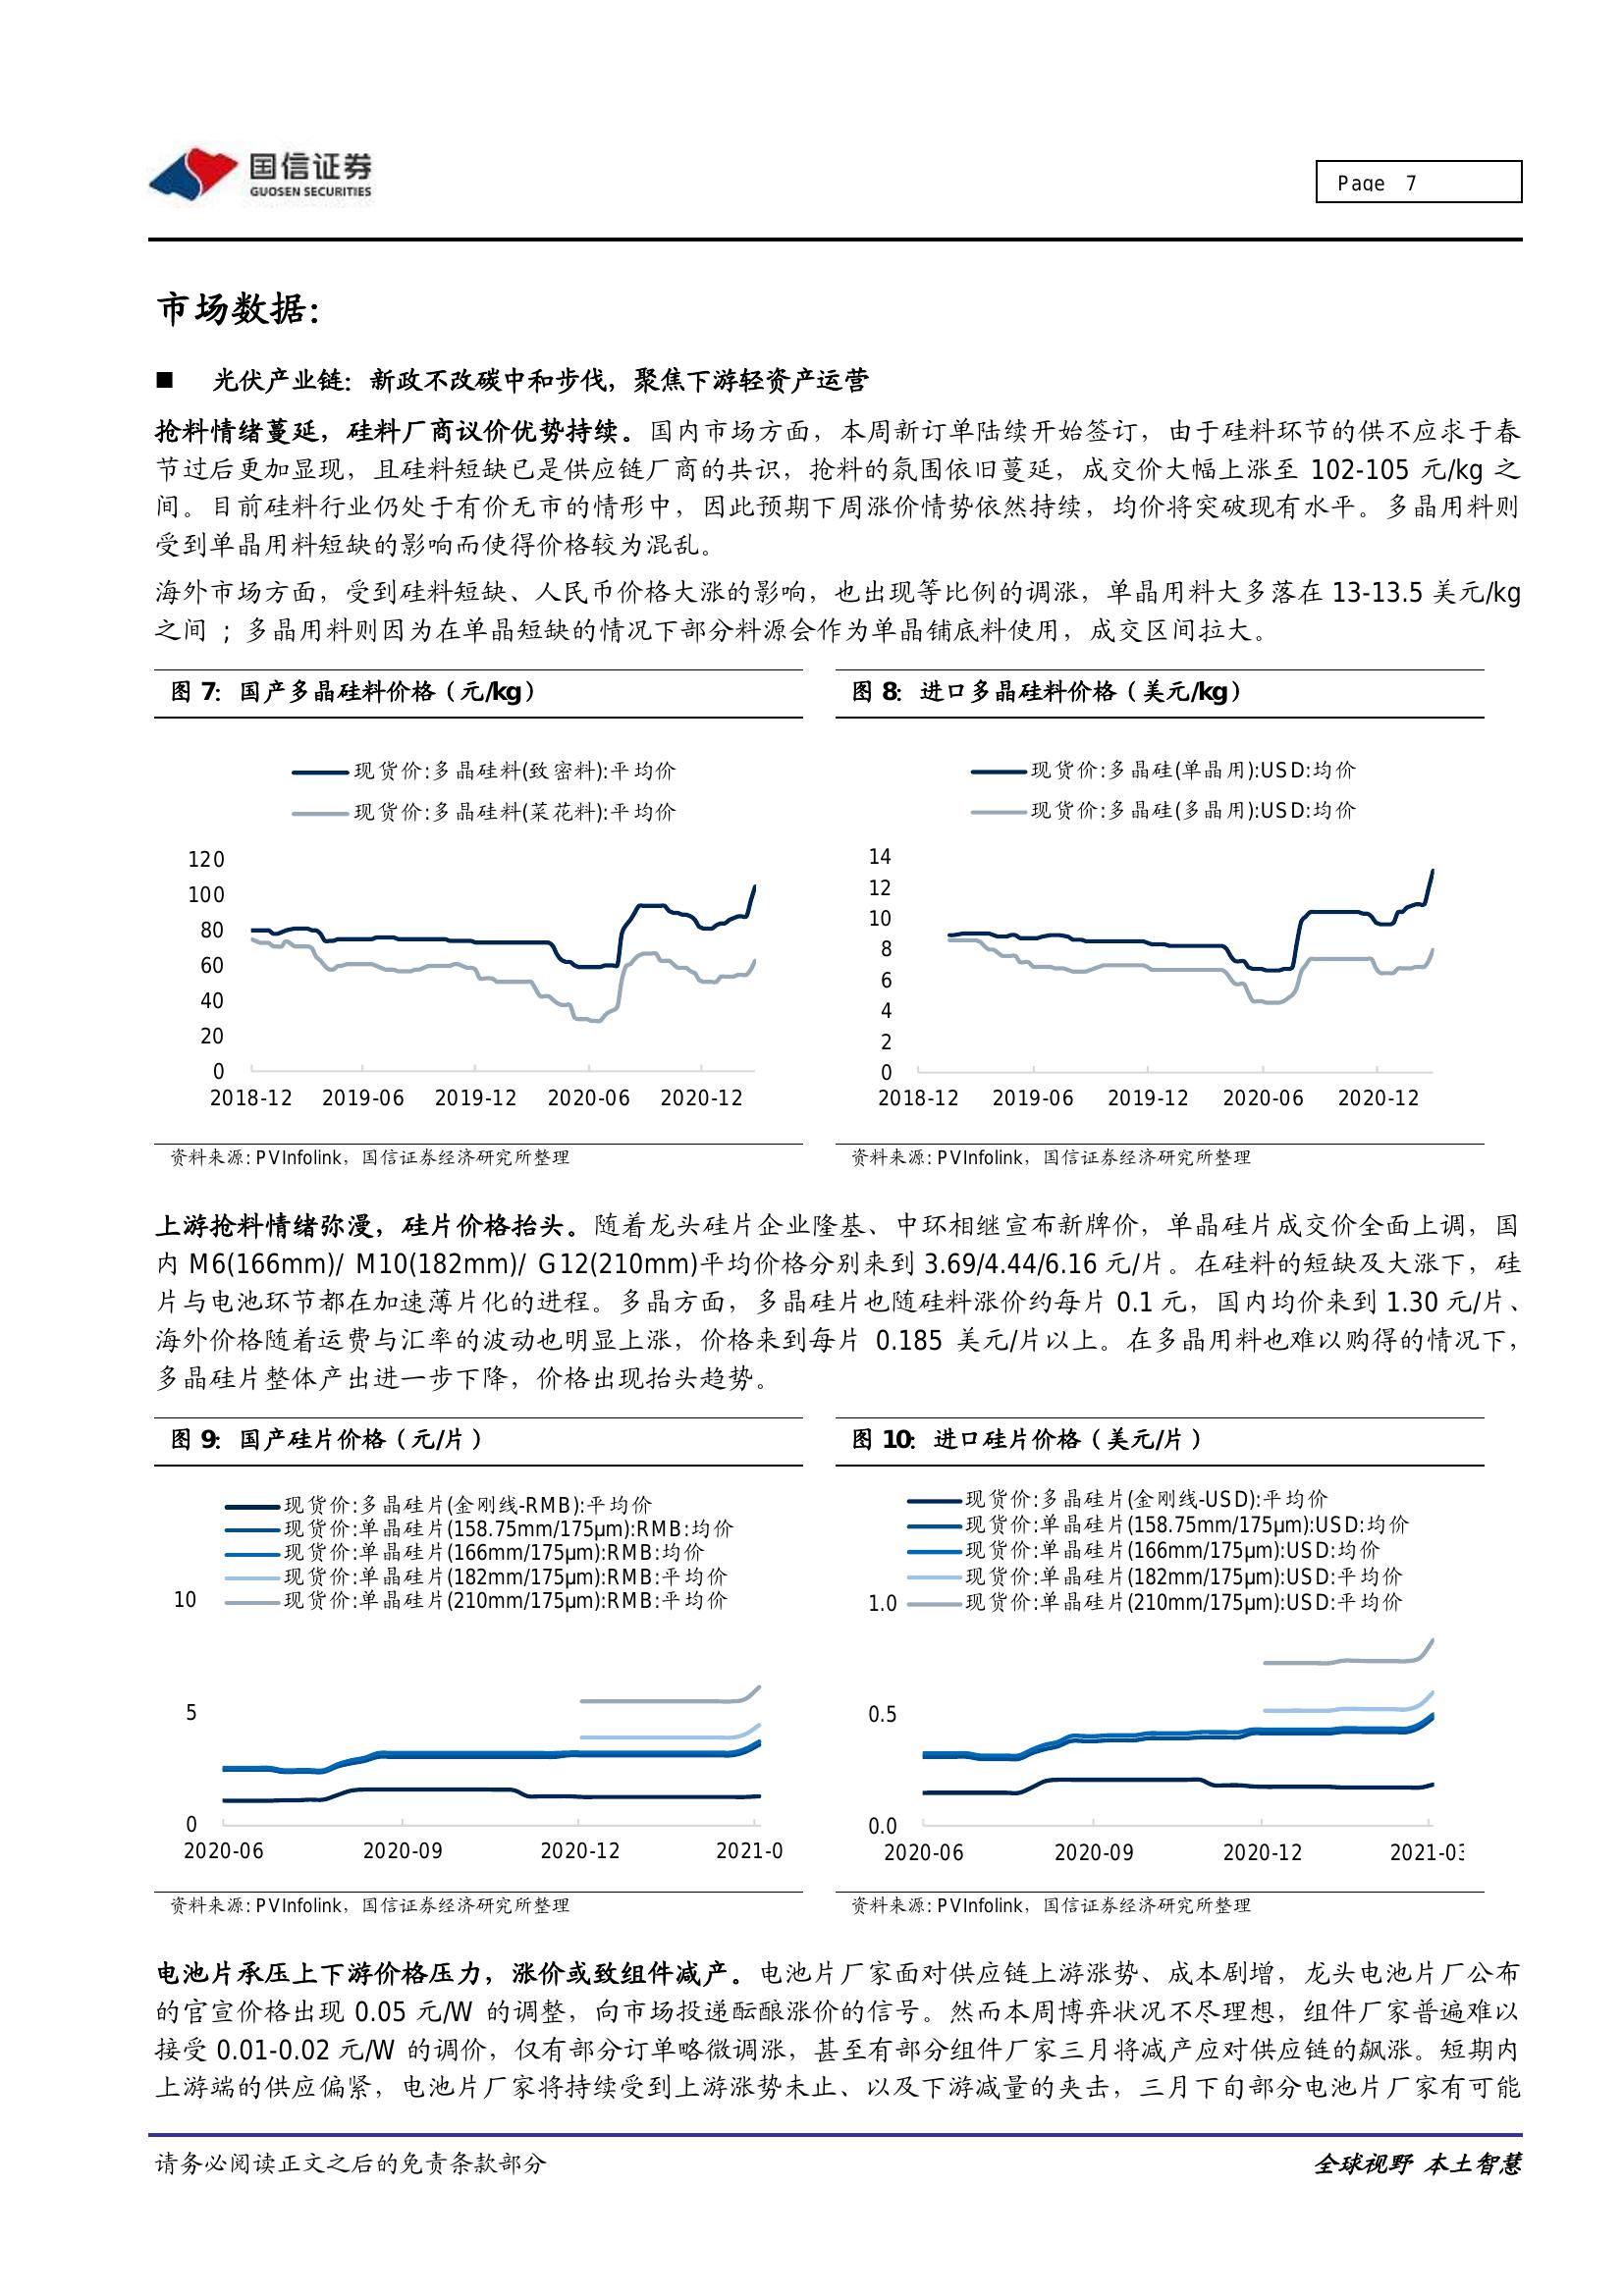 国信证券
GUOSEN SECURITIES
Page 7
市场数据：
■ 光伏产业链：新政不改碳中和步伐，聚焦下游轻资产运营
抢料情绪蔓延，硅料厂商议价优势持续。国内市场方面，本周新订单陆续开始签订，由于硅料环节的供不应求于春
节过后更加显现，且硅料短缺已是供应链厂商的共识，抢料的氛围依旧蔓延，成交价大幅上涨至 102-105 元/kg 之
间。目前硅料行业仍处于有价无市的情形中，因此预期下周涨价情势依然持续，均价将突破现有水平。多晶用料则
受到单晶用料短缺的影响而使得价格较为混乱。
海外市场方面，受到硅料短缺、人民币价格大涨的影响，也出现等比例的调涨，单晶用料大多落在 13-13.5 美元/kg
之间；多晶用料则因为在单晶短缺的情况下部分料源会作为单晶铺底料使用，成交区间拉大。
图 7：国产多晶硅料价格（元/kg）
现货价:多晶硅料(致密料):平均价
现货价:多晶硅料(菜花料):平均价
120
100
80
60
40
20
0
2018-12 2019-06 2019-12 2020-06 2020-12
资料来源: PVInfolink，国信证券经济研究所整理
图 8：进口多晶硅料价格（美元/kg）
现货价:多晶硅(单晶用):USD:均价
现货价:多晶硅(多晶用):USD:均价
14
12
10
8
6
4
2
0
2018-12 2019-06 2019-12 2020-06 2020-12
资料来源: PVInfolink，国信证券经济研究所整理
上游抢料情绪弥漫，硅片价格抬头。随着龙头硅片企业隆基、中环相继宣布新牌价，单晶硅片成交价全面上调，国
内 M6(166mm)/ M10(182mm)/ G12(210mm)平均价格分别来到 3.69/4.44/6.16 元/片。在硅料的短缺及大涨下，硅
片与电池环节都在加速薄片化的进程。多晶方面，多晶硅片也随硅料涨价约每片 0.1 元，国内均价来到 1.30 元/片、
海外价格随着运费与汇率的波动也明显上涨，价格来到每片 0.185 美元/片以上。在多晶用料也难以购得的情况下，
多晶硅片整体产出进一步下降，价格出现抬头趋势。
图 9：国产硅片价格（元/片）
现货价:多晶硅片(金刚线-RMB):平均价
现货价:单晶硅片(158.75mm/175μm):RMB:均价
现货价:单晶硅片(166mm/175μm):RMB:均价
现货价:单晶硅片(182mm/175μm):RMB:平均价
现货价:单晶硅片(210mm/175μm):RMB:平均价
10
5
0
2020-06 2020-09 2020-12 2021-0
资料来源: PVInfolink，国信证券经济研究所整理
图 10：进口硅片价格（美元/片）
现货价:多晶硅片(金刚线-USD):平均价
现货价:单晶硅片(158.75mm/175μm):USD:均价
现货价:单晶硅片(166mm/175μm):USD:均价
现货价:单晶硅片(182mm/175μm):USD:平均价
现货价:单晶硅片(210mm/175μm):USD:平均价
1.0
0.5
0.0
2020-06 2020-09 2020-12 2021-03
资料来源: PVInfolink，国信证券经济研究所整理
电池片承压上下游价格压力，涨价或致组件减产。电池片厂家面对供应链上游涨势、成本剧增，龙头电池片厂公布
的官宣价格出现 0.05 元/W 的调整，向市场投递酝酿涨价的信号。然而本周博弈状况不尽理想，组件厂家普遍难以
接受 0.01-0.02 元/W 的调价，仅有部分订单略微调涨，甚至有部分组件厂家三月将减产应对供应链的飙涨。短期内
上游端的供应偏紧，电池片厂家将持续受到上游涨势未止、以及下游减量的夹击，三月下旬部分电池片厂家有可能
请务必阅读正文之后的免责条款部分
全球视野 本土智慧